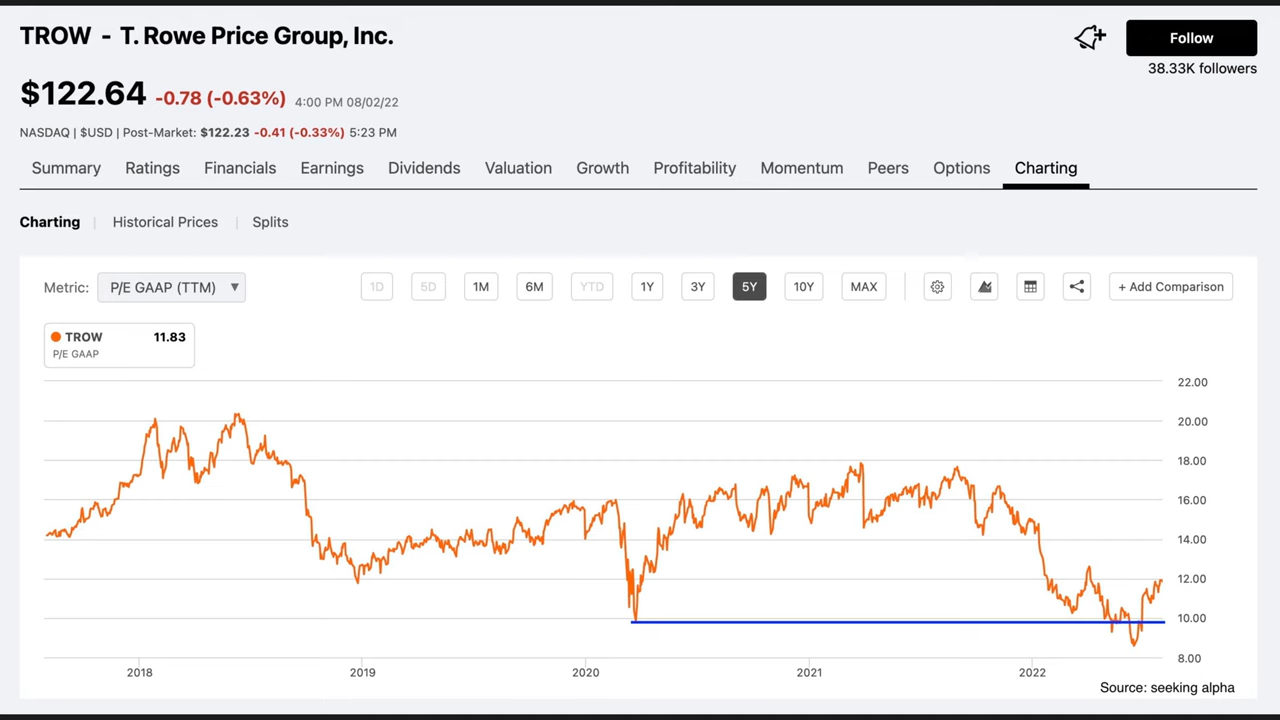 TROW - T. Rowe Price Group, Inc.
Follow
38.33K followers
$122.64 -0.78 (-0.63%) 4:00 PM 08/02/22
NASDAQ | $USD | Post-Market: $122.23 -0.41 (-0.33%) 5:23 PM
Summary Ratings Financials Earnings Dividends Valuation Growth Profitability Momentum Peers Options Charting
Charting | Historical Prices | Splits
Metric: P/E GAAP (TTM) ▼ 1D 5D 1M 6M YTD 1Y 3Y 5Y 10Y MAX + Add Comparison
TROW 11.83
P/E GAAP
22.00
20.00
18.00
16.00
14.00
12.00
10.00
8.00
2018 2019 2020 2021 2022
Source: seeking alpha